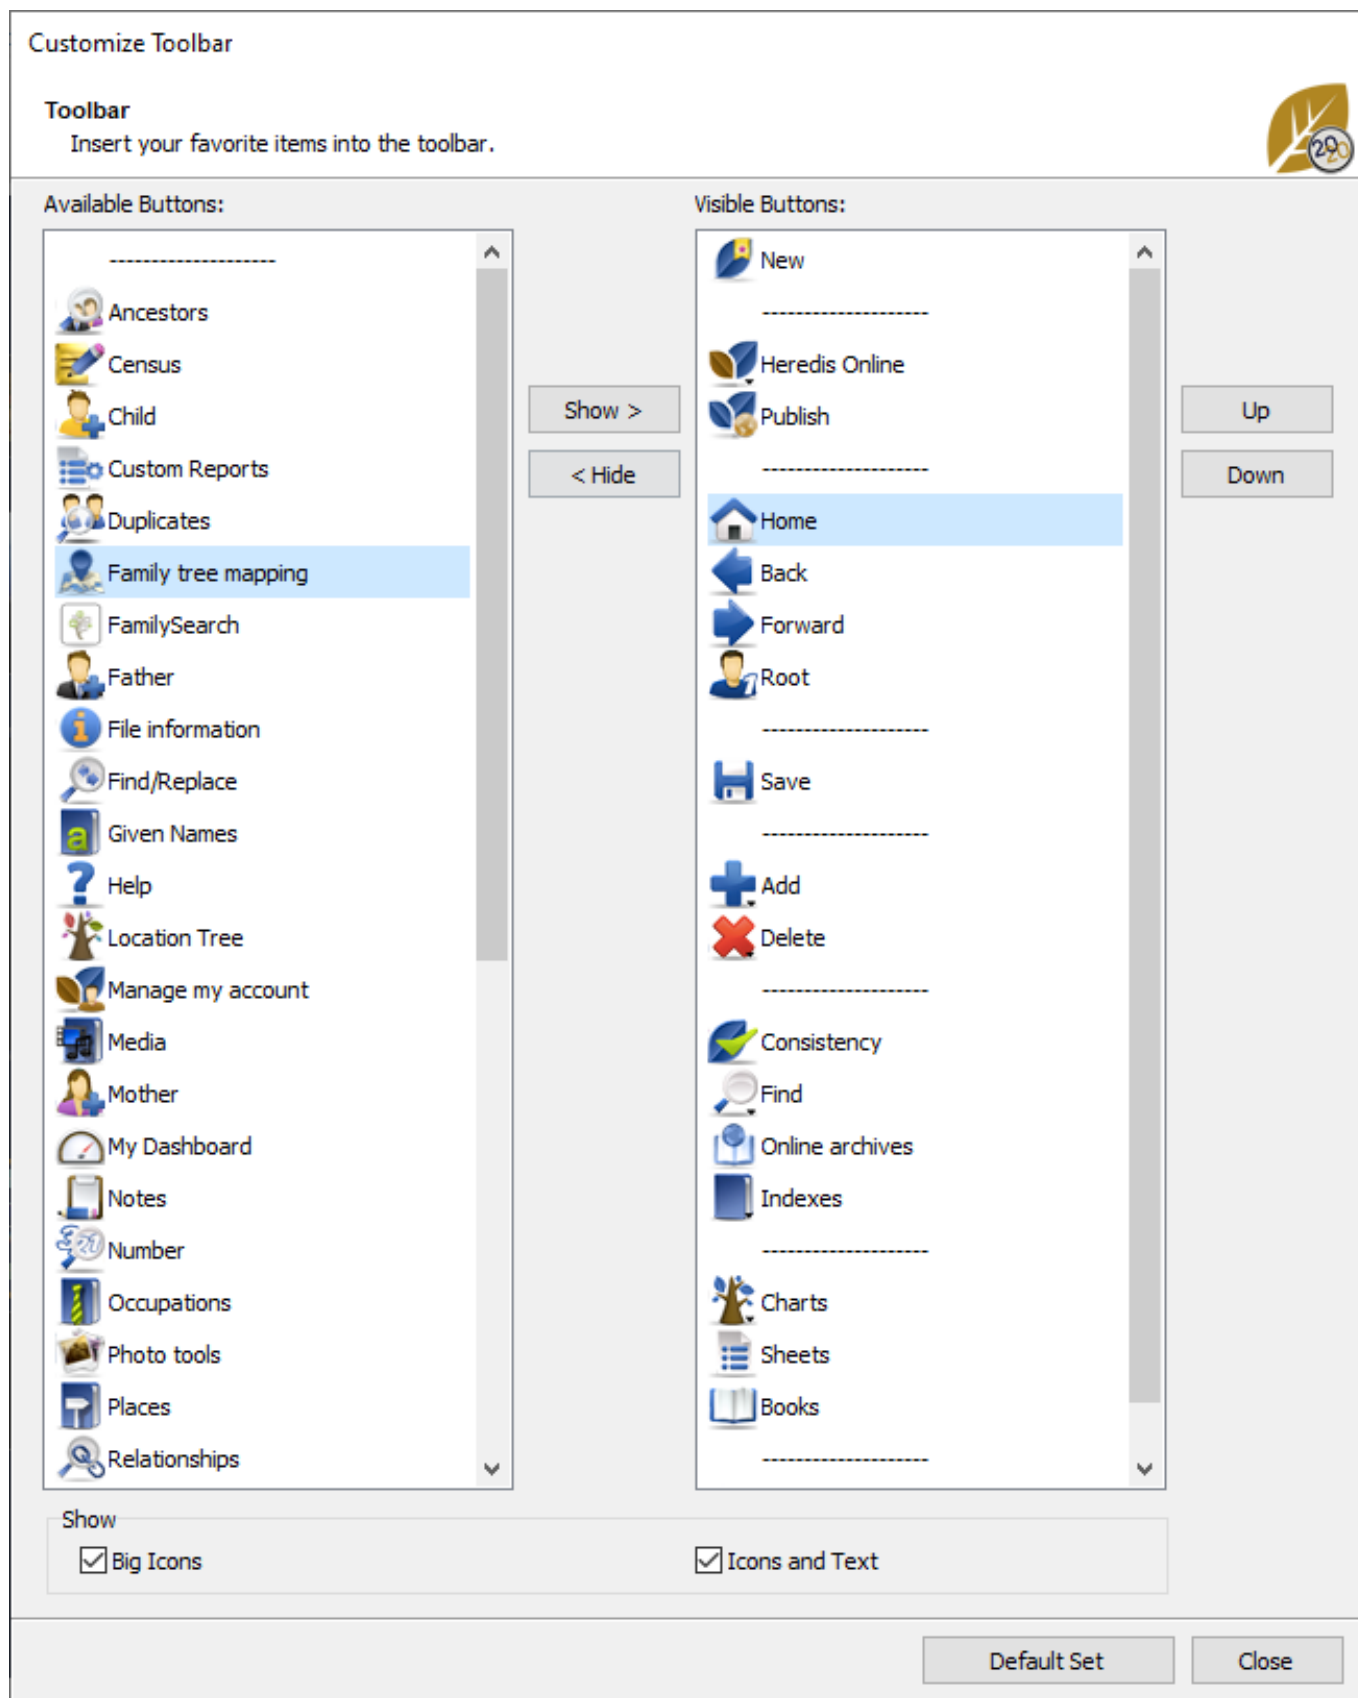 Customize Toolbar
Toolbar
Insert your favorite items into the toolbar.
2020
Available Buttons:
--------------------
Ancestors
Census
Child
Custom Reports
Duplicates
Family tree mapping
FamilySearch
Father
File information
Find/Replace
Given Names
Help
Location Tree
Manage my account
Media
Mother
My Dashboard
Notes
Number
Occupations
Photo tools
Places
Relationships
Show >
< Hide
Visible Buttons:
New
--------------------
Heredis Online
Publish
--------------------
Home
Back
Forward
Root
--------------------
Save
--------------------
Add
Delete
--------------------
Consistency
Find
Online archives
Indexes
--------------------
Charts
Sheets
Books
--------------------
Up
Down
Show
Big Icons
Icons and Text
Default Set
Close